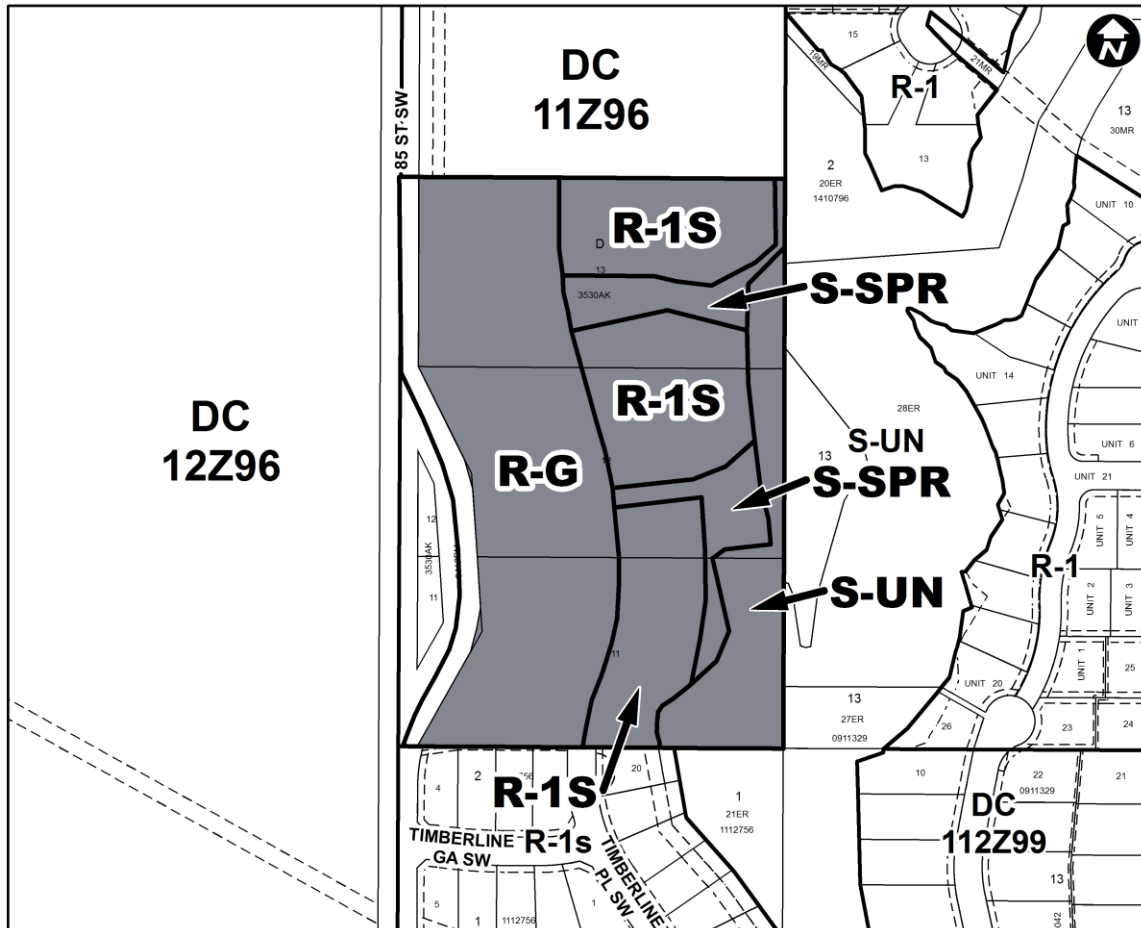 DC
11Z96
85 ST SW
15
19MR
21MR
R-1
N
13
30MR
13
2
20ER
1410796
UNIT 10
R-1S
D
13
3530AK
S-SPR
UNIT
UNIT 14
DC
12Z96
R-1S
28ER
S-UN
13
UNIT 6
R-G
12
S-SPR
UNIT 21
12
3530AK
11
UNIT 5
UNIT 4
R-1
S-UN
UNIT 2
UNIT 3
11
UNIT 1
25
UNIT 20
13
27ER
0911329
26
23
24
2
4
20
R-1S
R-1s
1
21ER
1112756
10
22
0911329
21
DC
112Z99
TIMBERLINE
GA SW
TIMBERLINE
PL SW
13
5
1
1112756
1
042